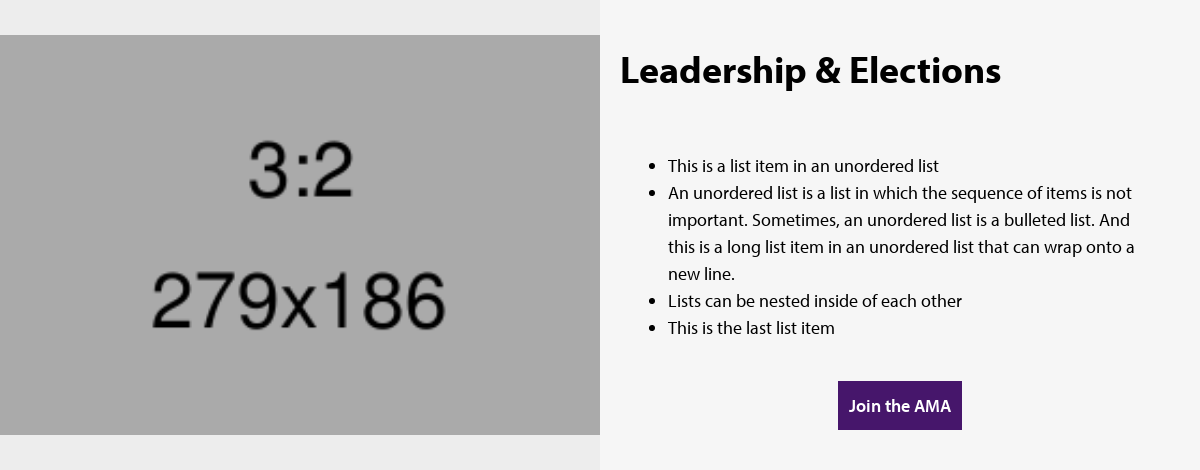 3:2
279x186
Leadership & Elections
• This is a list item in an unordered list
• An unordered list is a list in which the sequence of items is not
important. Sometimes, an unordered list is a bulleted list. And
this is a long list item in an unordered list that can wrap onto a
new line.
• Lists can be nested inside of each other
• This is the last list item
Join the AMA